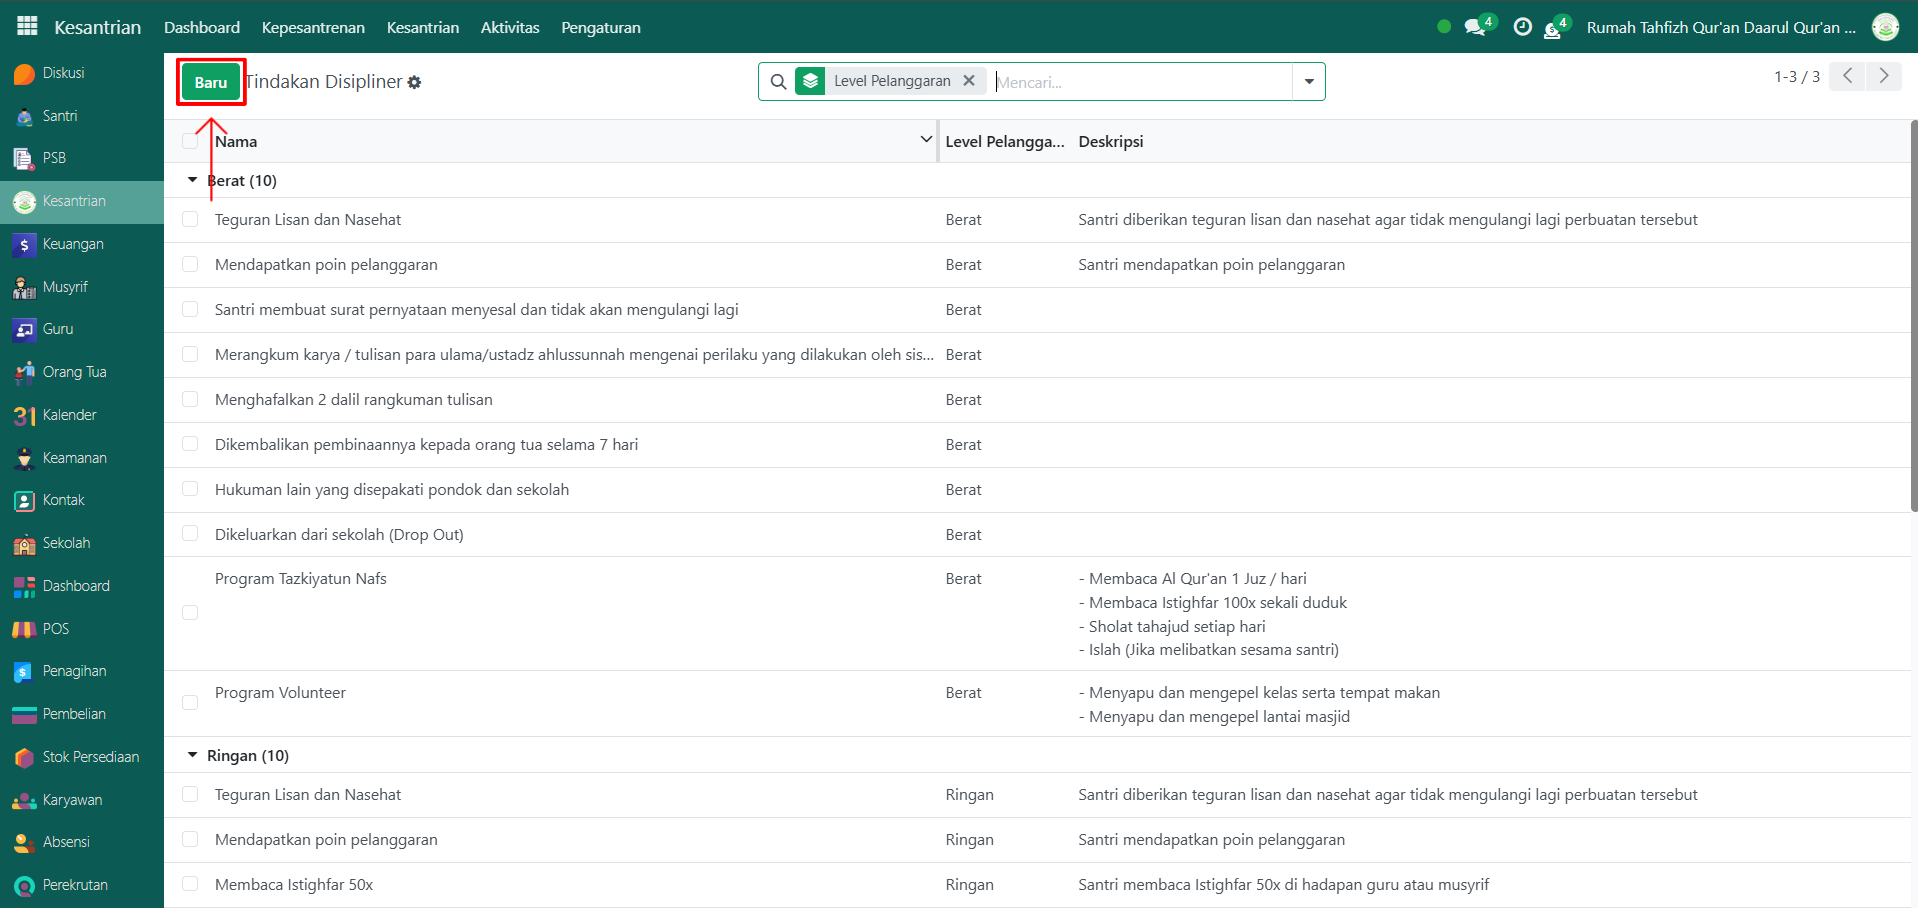 Kesantrian Dashboard Kepesantrenan Kesantrian Aktivitas Pengaturan 4 4 Rumah Tahfizh Qur'an Daarul Qur'an ...
Diskusi
Santri
PSB
Kesantrian
Keuangan
Musyrif
Guru
Orang Tua
31 Kalender
Keamanan
Kontak
Sekolah
Dashboard
POS
Penagihan
Pembelian
Stok Persediaan
Karyawan
Absensi
Perekrutan
Baru Tindakan Disipliner Level Pelanggaran Mencari... 1-3 / 3
Nama Level Pelangga... Deskripsi
Berat (10)
Teguran Lisan dan Nasehat Berat Santri diberikan teguran lisan dan nasehat agar tidak mengulangi lagi perbuatan tersebut
Mendapatkan poin pelanggaran Berat Santri mendapatkan poin pelanggaran
Santri membuat surat pernyataan menyesal dan tidak akan mengulangi lagi Berat
Merangkum karya / tulisan para ulama/ustadz ahlussunnah mengenai perilaku yang dilakukan oleh sis... Berat
Menghafalkan 2 dalil rangkuman tulisan Berat
Dikembalikan pembinaannya kepada orang tua selama 7 hari Berat
Hukuman lain yang disepakati pondok dan sekolah Berat
Dikeluarkan dari sekolah (Drop Out) Berat
Program Tazkiyatun Nafs Berat - Membaca Al Qur'an 1 Juz / hari
- Membaca Istighfar 100x sekali duduk
- Sholat tahajud setiap hari
- Islah (Jika melibatkan sesama santri)
Program Volunteer Berat - Menyapu dan mengepel kelas serta tempat makan
- Menyapu dan mengepel lantai masjid
Ringan (10)
Teguran Lisan dan Nasehat Ringan Santri diberikan teguran lisan dan nasehat agar tidak mengulangi lagi perbuatan tersebut
Mendapatkan poin pelanggaran Ringan Santri mendapatkan poin pelanggaran
Membaca Istighfar 50x Ringan Santri membaca Istighfar 50x di hadapan guru atau musyrif